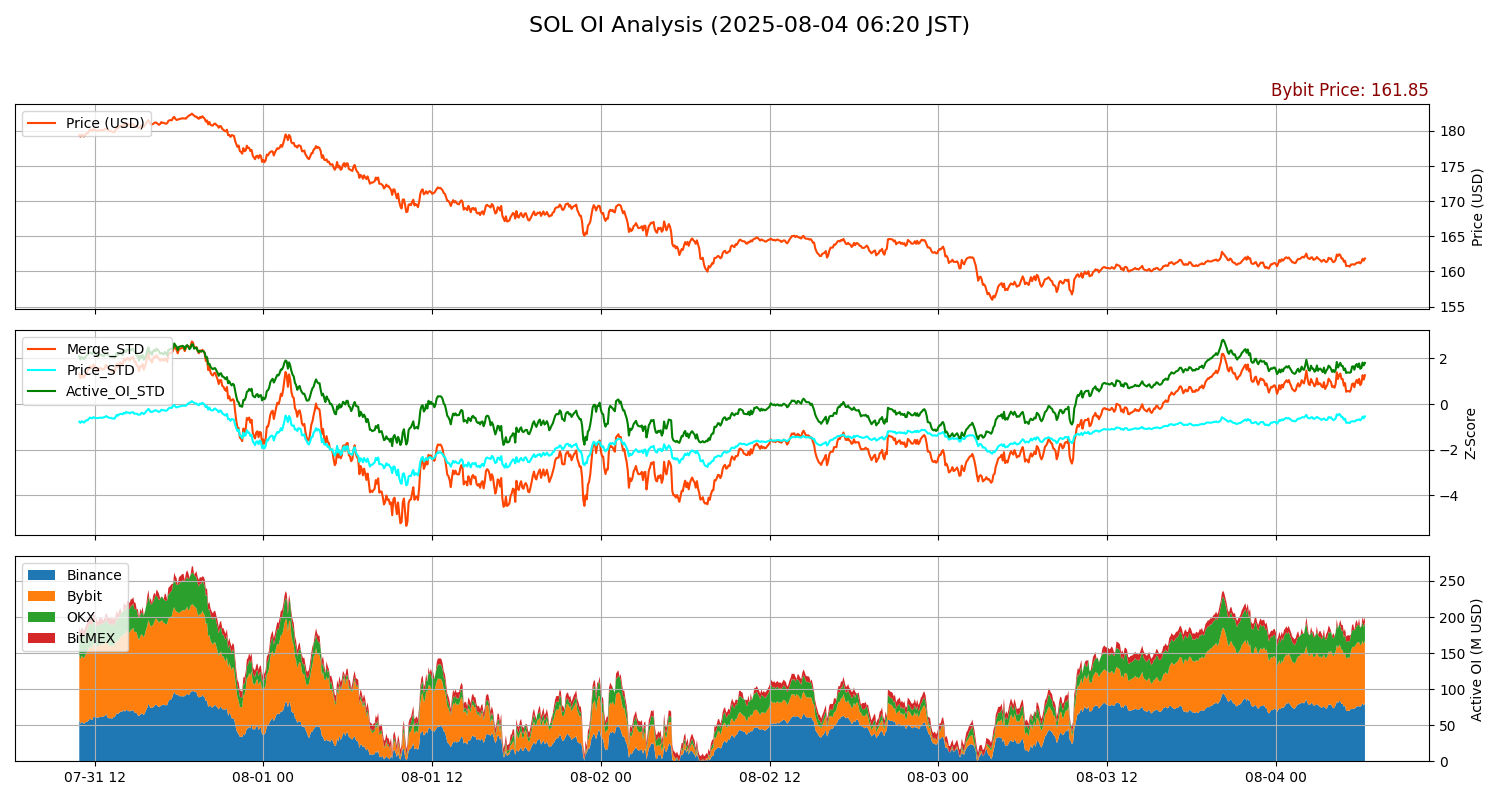 SOL OI Analysis (2025-08-04 06:20 JST)
Bybit Price: 161.85
Price (USD)
180
175
170
165
160
155
Price (USD)
Merge_STD
Price_STD
Active_OI_STD
2
0
−2
−4
Z-Score
Binance
Bybit
OKX
BitMEX
250
200
150
100
50
0
Active OI (M USD)
07-31 12
08-01 00
08-01 12
08-02 00
08-02 12
08-03 00
08-03 12
08-04 00